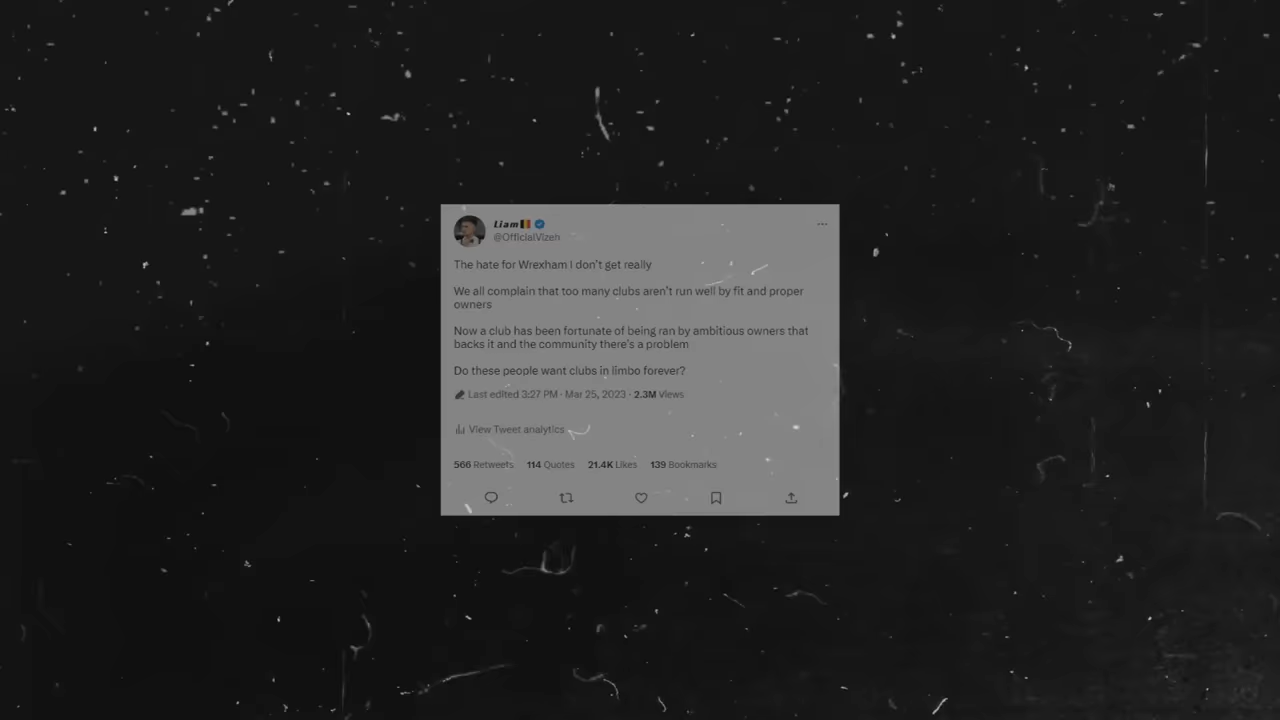 Liam
@OfficialVizeh
The hate for Wrexham I don't get really
We all complain that too many clubs aren't run well by fit and proper
owners
Now a club has been fortunate of being ran by ambitious owners that
backs it and the community there's a problem
Do these people want clubs in limbo forever?
Last edited 3:27 PM · Mar 25, 2023 · 2.3M Views
View Tweet analytics
566 Retweets 114 Quotes 21.4K Likes 139 Bookmarks